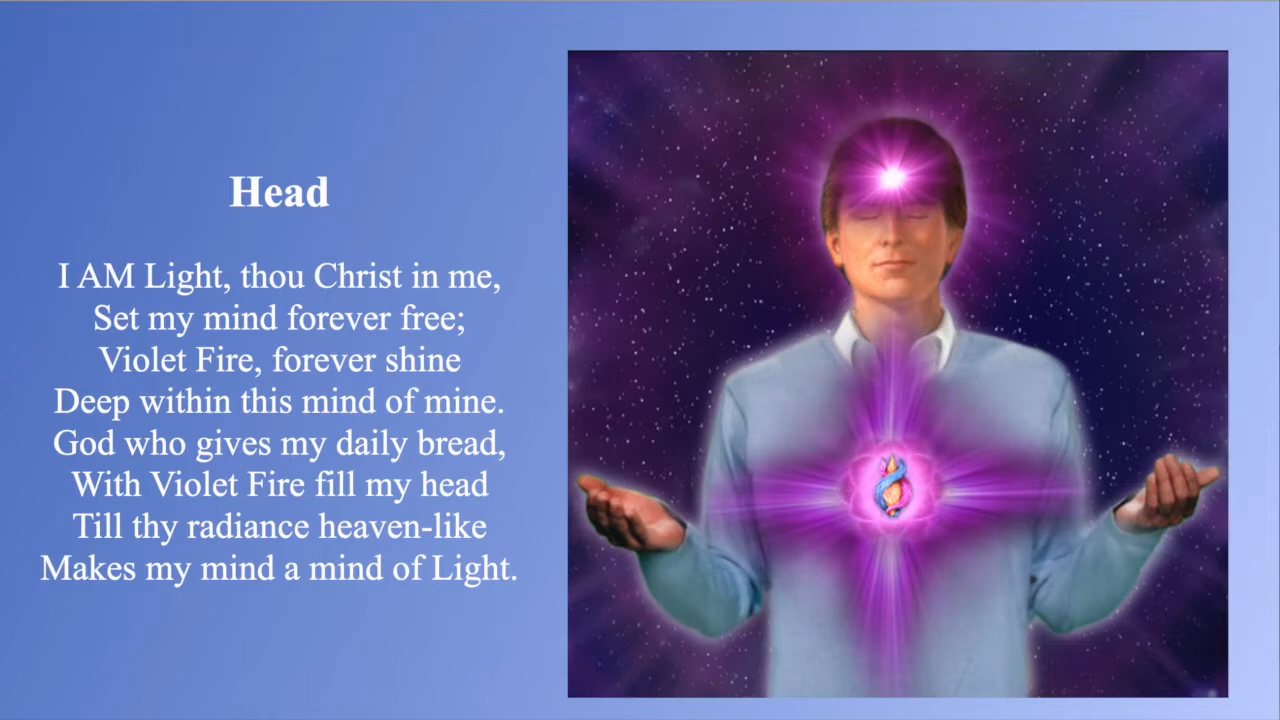 Head
I AM Light, thou Christ in me,
Set my mind forever free;
Violet Fire, forever shine
Deep within this mind of mine.
God who gives my daily bread,
With Violet Fire fill my head
Till thy radiance heaven-like
Makes my mind a mind of Light.